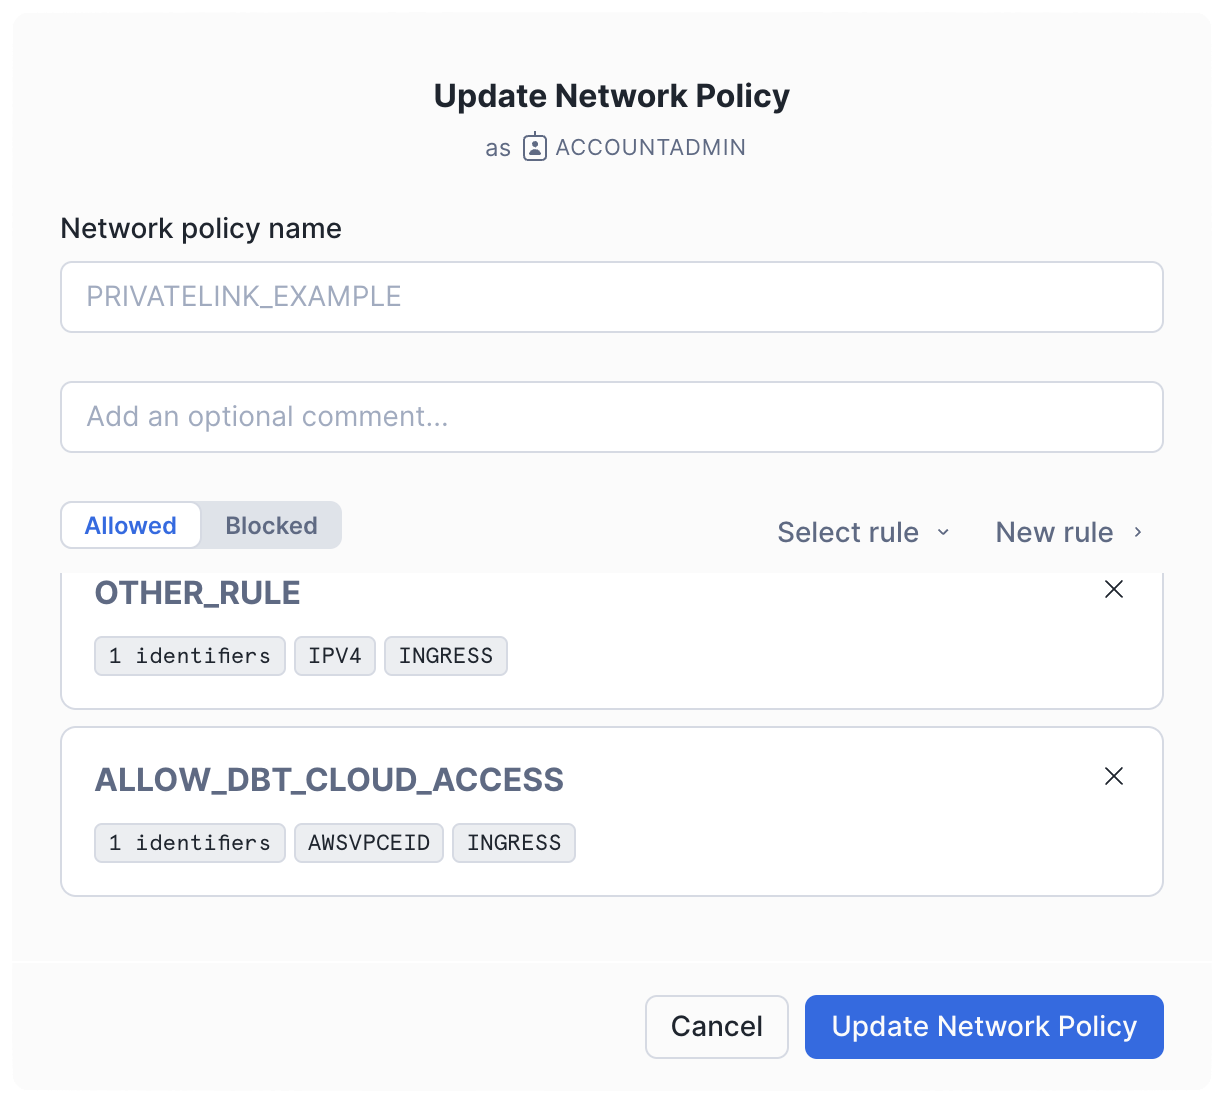 Update Network Policy
as ACCOUNTADMIN
Network policy name
PRIVATELINK_EXAMPLE
Add an optional comment...
Allowed Blocked Select rule New rule
OTHER_RULE
1 identifiers IPV4 INGRESS
ALLOW_DBT_CLOUD_ACCESS
1 identifiers AWSVPCEID INGRESS
Cancel Update Network Policy